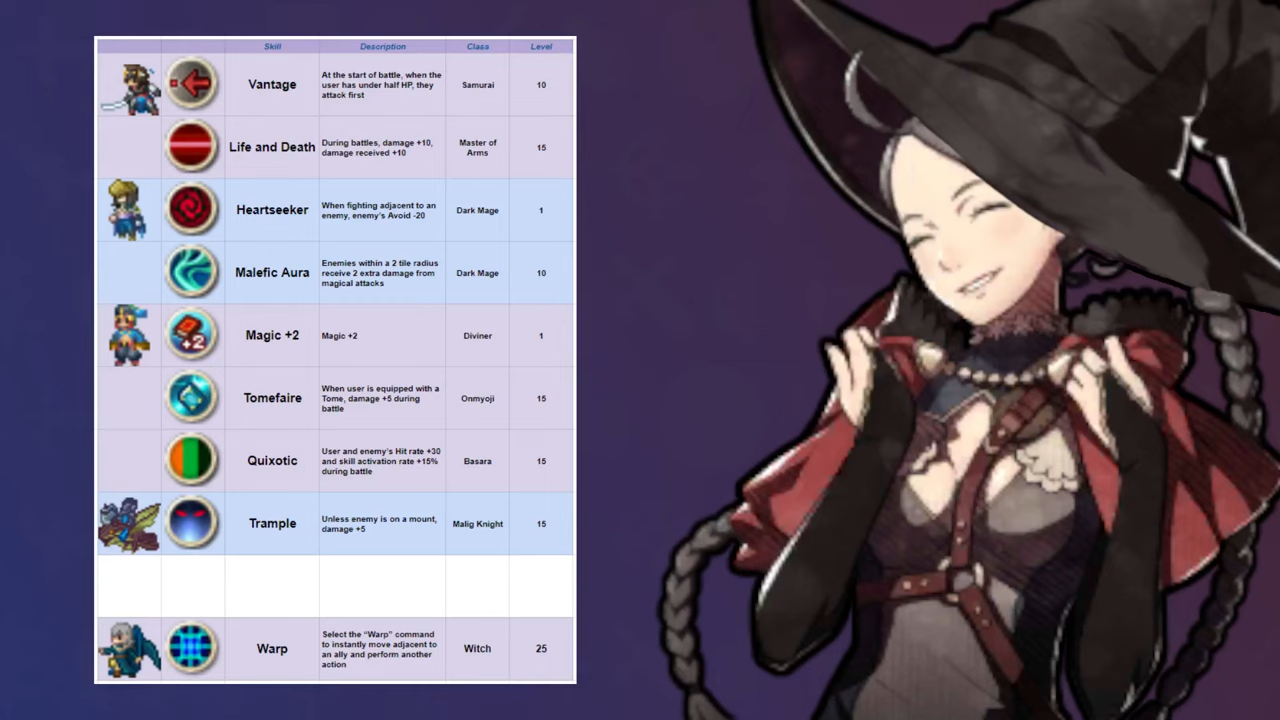 Skill Description Class Level
Vantage At the start of battle, when the Samurai 10
user has under half HP, they
attack first
Life and Death During battles, damage +10, Master of 15
damage received +10 Arms
Heartseeker When fighting adjacent to an Dark Mage 1
enemy, enemy's Avoid -20
Malefic Aura Enemies within a 2 tile radius Dark Mage 10
receive 2 extra damage from
magical attacks
+2
Magic +2 Magic +2 Diviner 1
Tomefaire When user is equipped with a Onmyoji 15
Tome, damage +5 during
battle
Quixotic User and enemy's Hit rate +30 Basara 15
and skill activation rate +15%
during battle
Trample Unless enemy is on a mount, Malig Knight 15
damage +5
Warp Select the "Warp" command Witch 25
to instantly move adjacent to
an ally and perform another
action